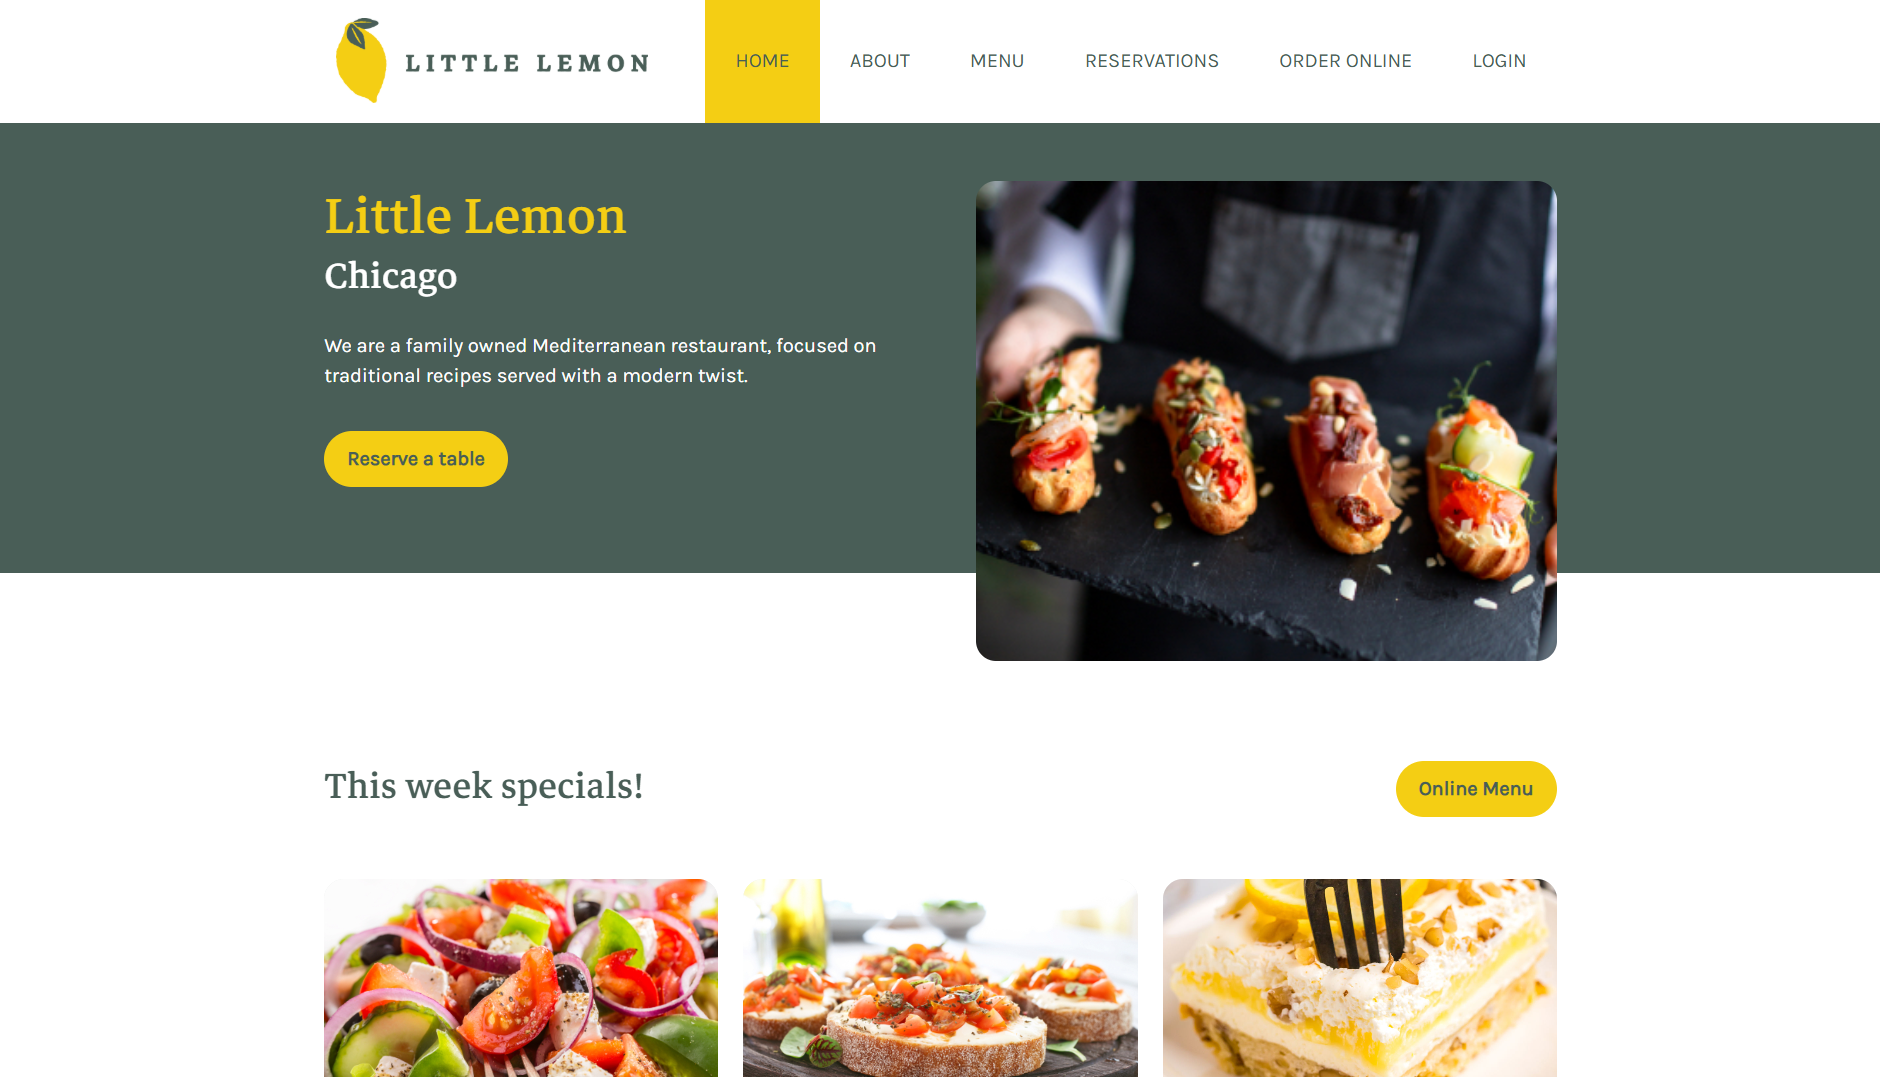 LITTLE LEMON
HOME
ABOUT
MENU
RESERVATIONS
ORDER ONLINE
LOGIN
Little Lemon
Chicago
We are a family owned Mediterranean restaurant, focused on
traditional recipes served with a modern twist.
Reserve a table
This week specials!
Online Menu